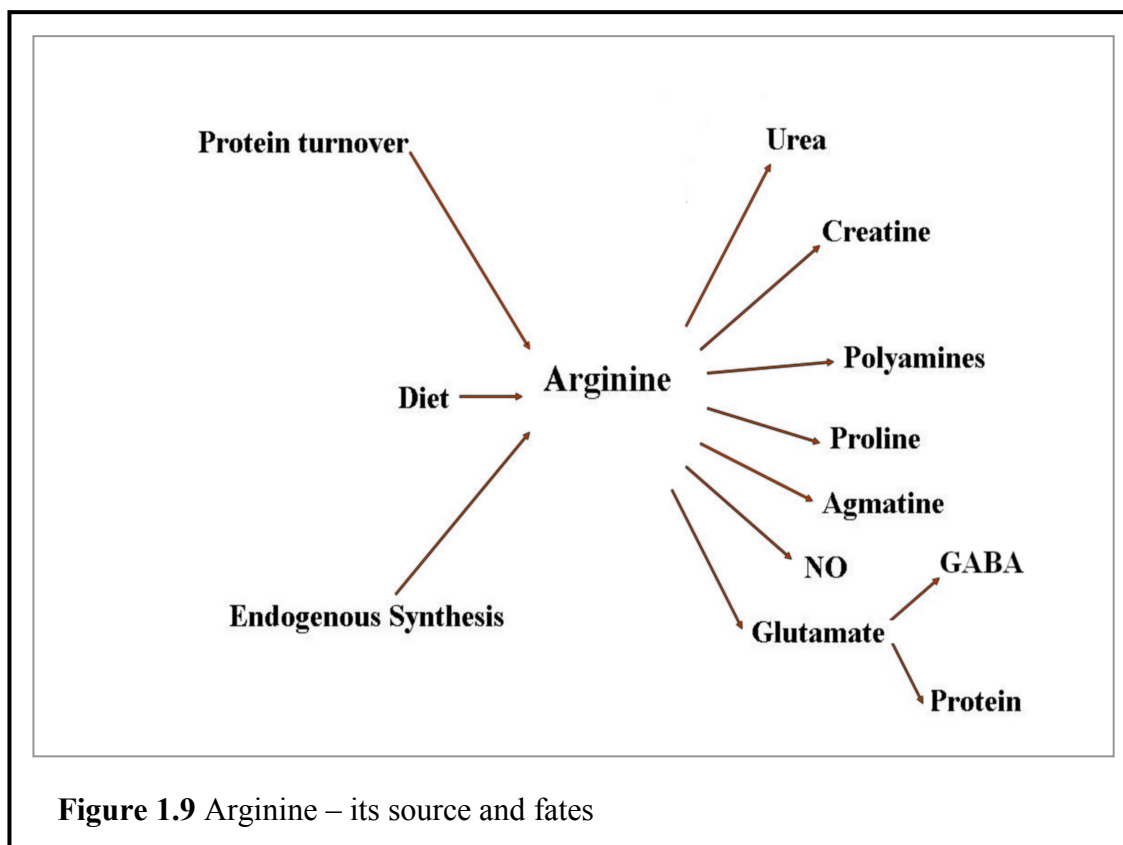 Protein turnover
Diet
Endogenous Synthesis
Arginine
Urea
Creatine
Polyamines
Proline
Agmatine
NO
Glutamate
GABA
Protein
Figure 1.9 Arginine – its source and fates